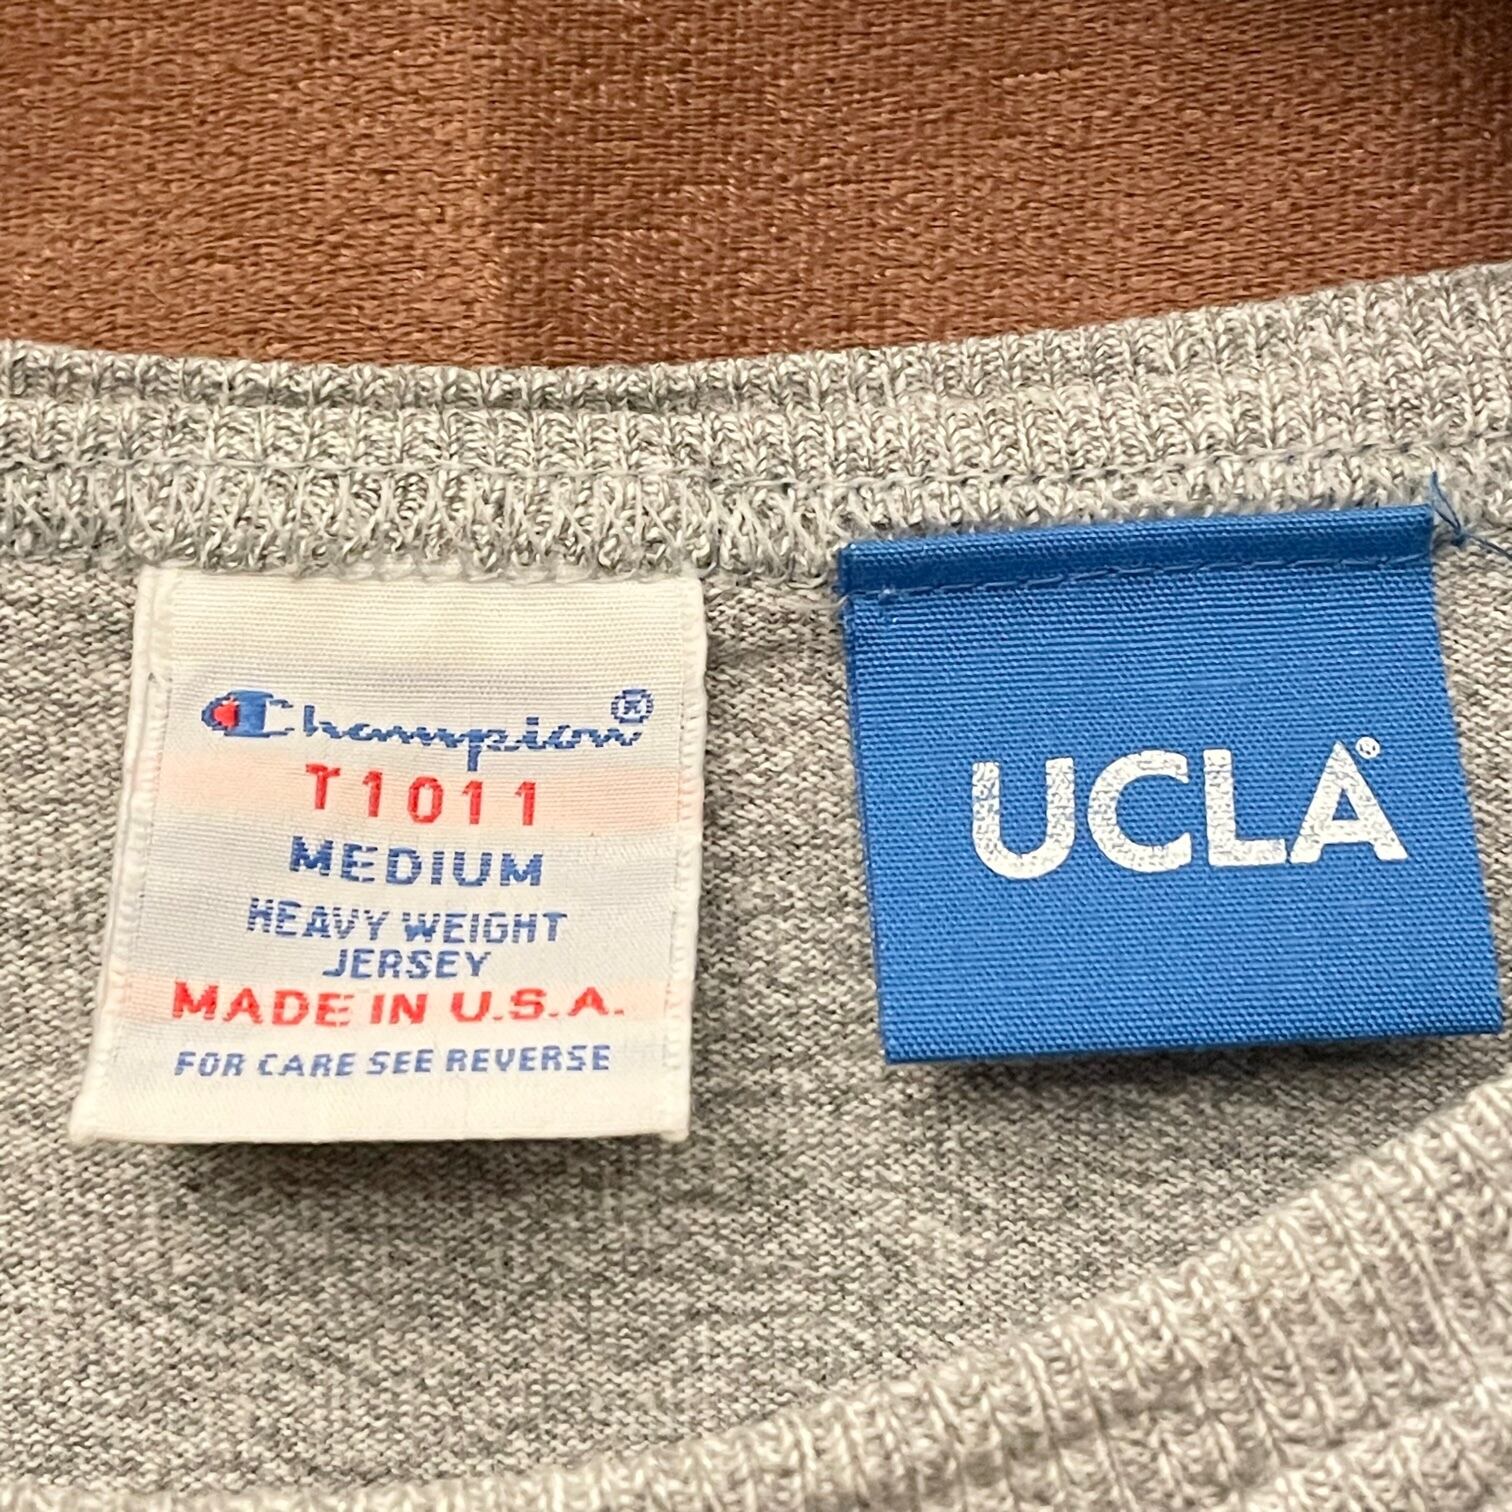 Champion®
T1011
MEDIUM
HEAVY WEIGHT
JERSEY
MADE IN U.S.A.
FOR CARE SEE REVERSE
UCLA®